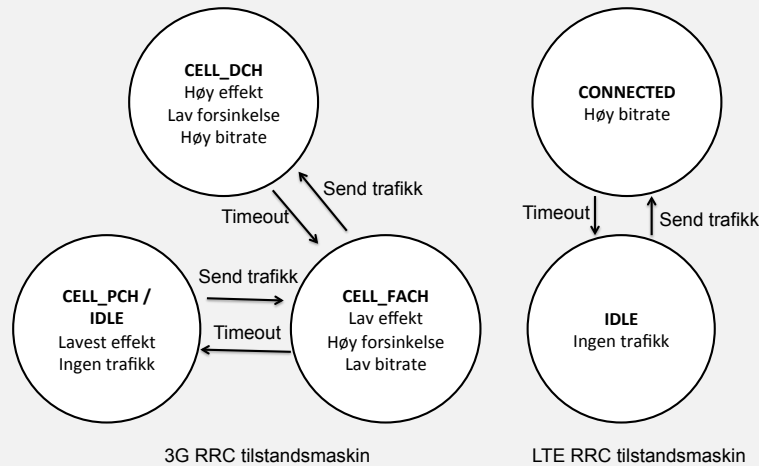 CELL_DCH
Høy effekt
Lav forsinkelse
Høy bitrate
Send trafikk
Timeout
CELL_PCH /
IDLE
Lavest effekt
Ingen trafikk
Send trafikk
Timeout
CELL_FACH
Lav effekt
Høy forsinkelse
Lav bitrate
3G RRC tilstandsmaskin
CONNECTED
Høy bitrate
Timeout
Send trafikk
IDLE
Ingen trafikk
LTE RRC tilstandsmaskin